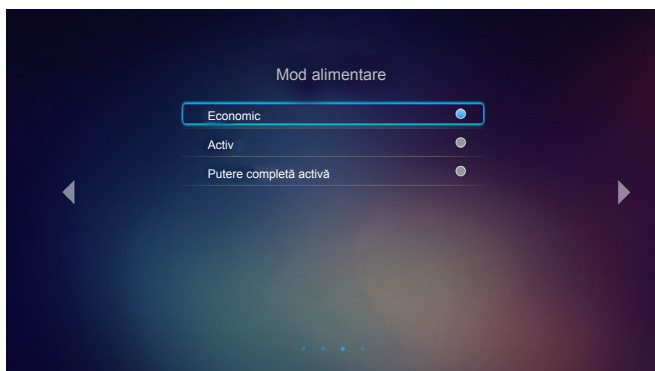 Mod alimentare
Economic
Activ
Putere completă activă